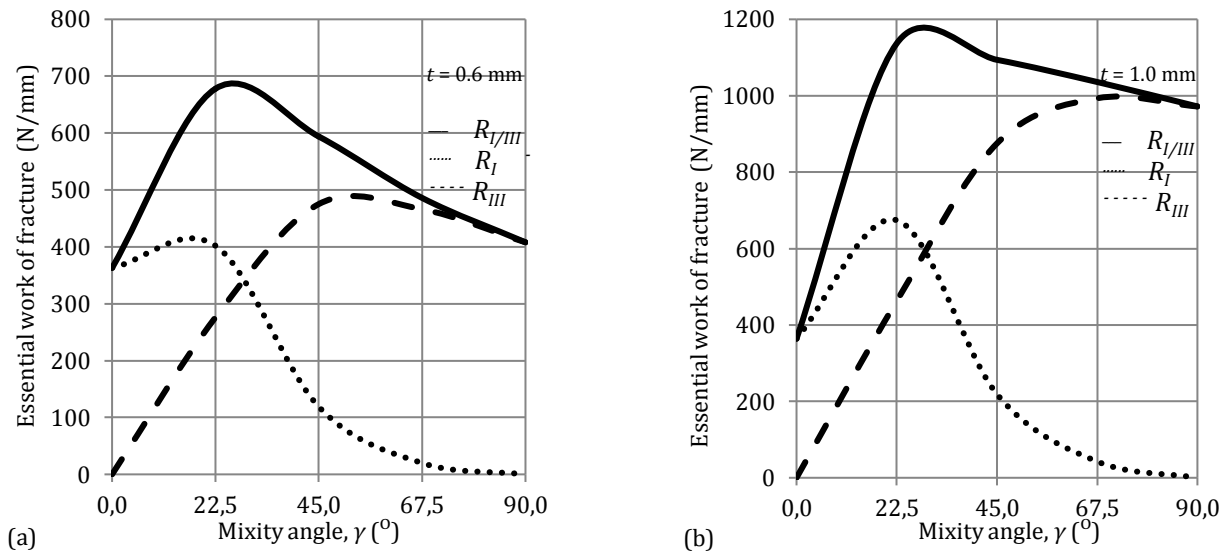 Essential work of fracture (N/mm)
800
700
600
500
400
300
200
100
0
0,0
22,5
45,0
67,5
90,0
Mixity angle, γ (O)
t = 0.6 mm
R_I/III
R_I
R_III
(a)
Essential work of fracture (N/mm)
1200
1000
800
600
400
200
0
0,0
22,5
45,0
67,5
90,0
Mixity angle, γ (O)
t = 1.0 mm
R_I/III
R_I
R_III
(b)